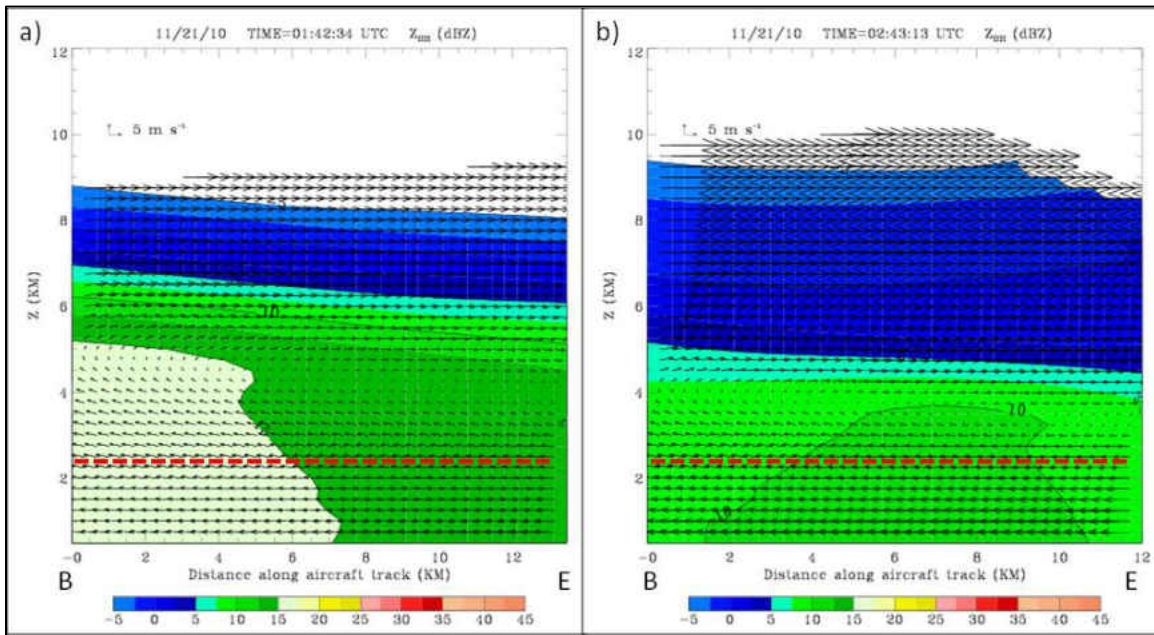 a)
11/21/10 TIME=01:42:34 UTC Z_DH (dBZ)
12
10
8
6
4
2
5 m s⁻¹
10
Z (KM)
-0 2 4 6 8 10 12
Distance along aircraft track (KM)
B E
-5 0 5 10 15 20 25 30 35 40 45
b)
11/21/10 TIME=02:43:13 UTC Z_DH (dBZ)
12
10
8
6
4
2
5 m s⁻¹
10
10
Z (KM)
-0 2 4 6 8 10 12
Distance along aircraft track (KM)
B E
-5 0 5 10 15 20 25 30 35 40 45